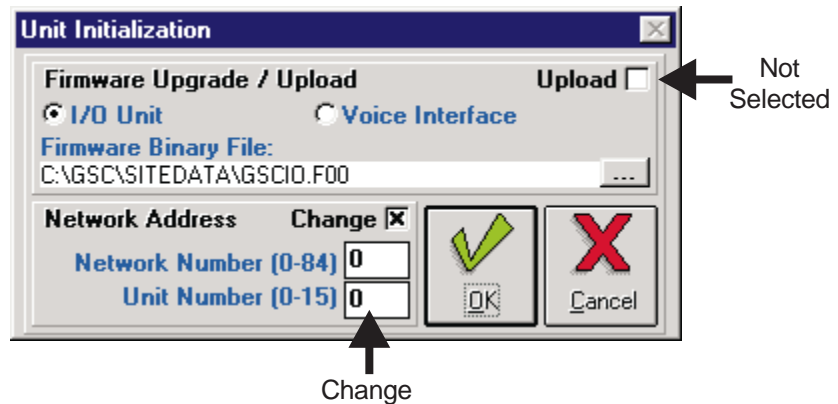 Unit Initialization
Firmware Upgrade / Upload Upload
I/O Unit Voice Interface
Firmware Binary File:
C:\GSC\SITEDATA\GSCIO.F00 ...
Network Address Change
Network Number (0-84) 0
Unit Number (0-15) 0
OK Cancel
Not
Selected
Change